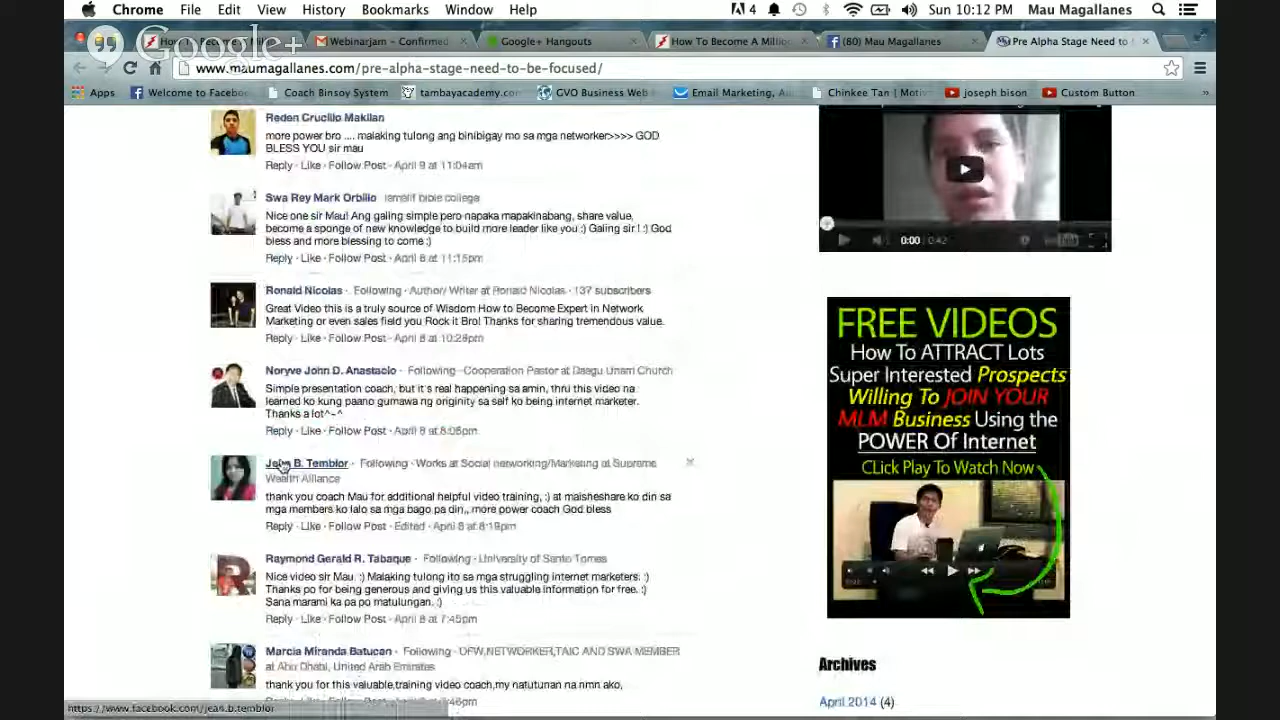 Chrome File Edit View History Bookmarks Window Help 4 Sun 10:12 PM Mau Magallanes
Google+
Gmail - Webinarjam – Confirmed
Google+ Hangouts
How To Become A Millio
(80) Mau Magallanes
Pre Alpha Stage Need to
www.maumagallanes.com/pre-alpha-stage-need-to-be-focused/
Apps Welcome to Facebo Coach Binsoy System tambayacademy.com GVO Business Web Email Marketing, Au Chinkee Tan | Motiv joseph bison Custom Button »
Reden Crucillo Makilan
more power bro .... malaking tulong ang binibigay mo sa mga networker>>>> GOD
BLESS YOU sir mau
Reply · Like · Follow Post · April 9 at 11:04am
Swa Rey Mark Orbilio bible college
Nice one sir Mau! Ang galing simple pero napaka mapakinabang, share value,
become a sponge of new knowledge to build more leader like you :) Galing sir ! :) God
bless and more blessing to come :)
Reply · Like · Follow Post · April 8 at 11:15pm
Ronald Nicolas · Following · Author/ Writer at Ronald Nicolas · 137 subscribers
Great Video this is a truly source of Wisdom How to Become Expert in Network
Marketing or even sales field you Rock it Bro! Thanks for sharing tremendous value.
Reply · Like · Follow Post · April 8 at 10:28pm
Noryve John D. Anastacio · Following · Cooperation Pastor at Daegu Unam Church
Simple presentation coach, but it's real happening sa amin, thru this video na
learned ko kung paano gumawa ng originity sa self ko being internet marketer.
Thanks a lot^~^
Reply · Like · Follow Post · April 8 at 8:06pm
Jean B. Temblor · Following · Works at Social networking/Marketing at Supreme
Wealth Alliance
thank you coach Mau for additional helpful video training, :) at maisheshare ko din sa
mga members ko lalo sa mga bago pa din,, more power coach God bless
Reply · Like · Follow Post · Edited · April 8 at 8:19pm
Raymond Gerald R. Tabaque · Following · University of Santo Tomas
Nice video sir Mau. :) Malaking tulong ito sa mga struggling internet marketers. :)
Thanks po for being generous and giving us this valuable information for free. :)
Sana marami ka pa po matulungan. :)
Reply · Like · Follow Post · April 8 at 7:45pm
Marcia Miranda Batucan · Following · OFW,NETWORKER,TAIC AND SWA MEMBER
at Abu Dhabi, United Arab Emirates
thank you for this valuable,training video coach,my natutunan na nmn ako,
https://www.facebook.com/jean.b.temblor
0:00 / 0:42
FREE VIDEOS
How To ATTRACT Lots
Super Interested Prospects
Willing To JOIN YOUR
MLM Business Using the
POWER Of Internet
CLick Play To Watch Now
Archives
April 2014 (4)